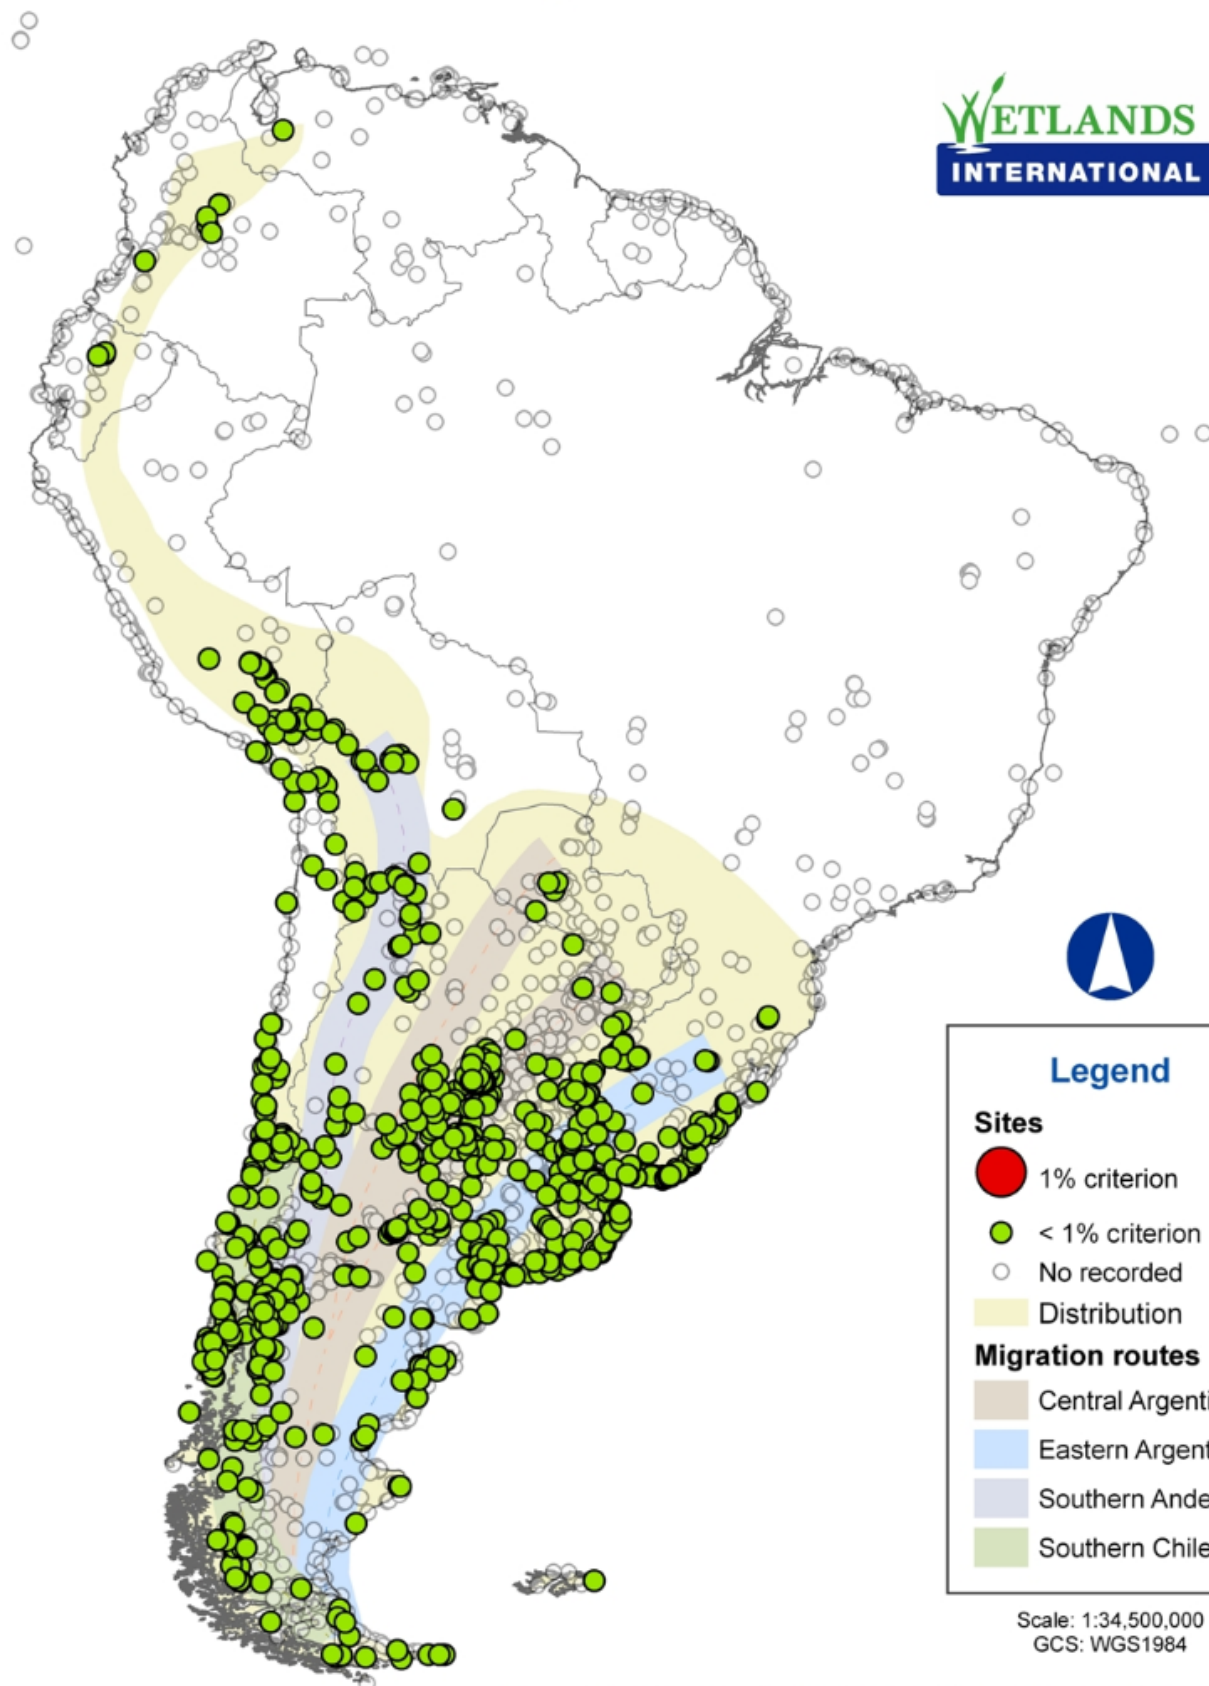 WETLANDS
INTERNATIONAL
Legend
Sites
1% criterion
< 1% criterion
No recorded
Distribution
Migration routes
Central Argenti
Eastern Argent
Southern Ande
Southern Chile
Scale: 1:34,500,000
GCS: WGS1984